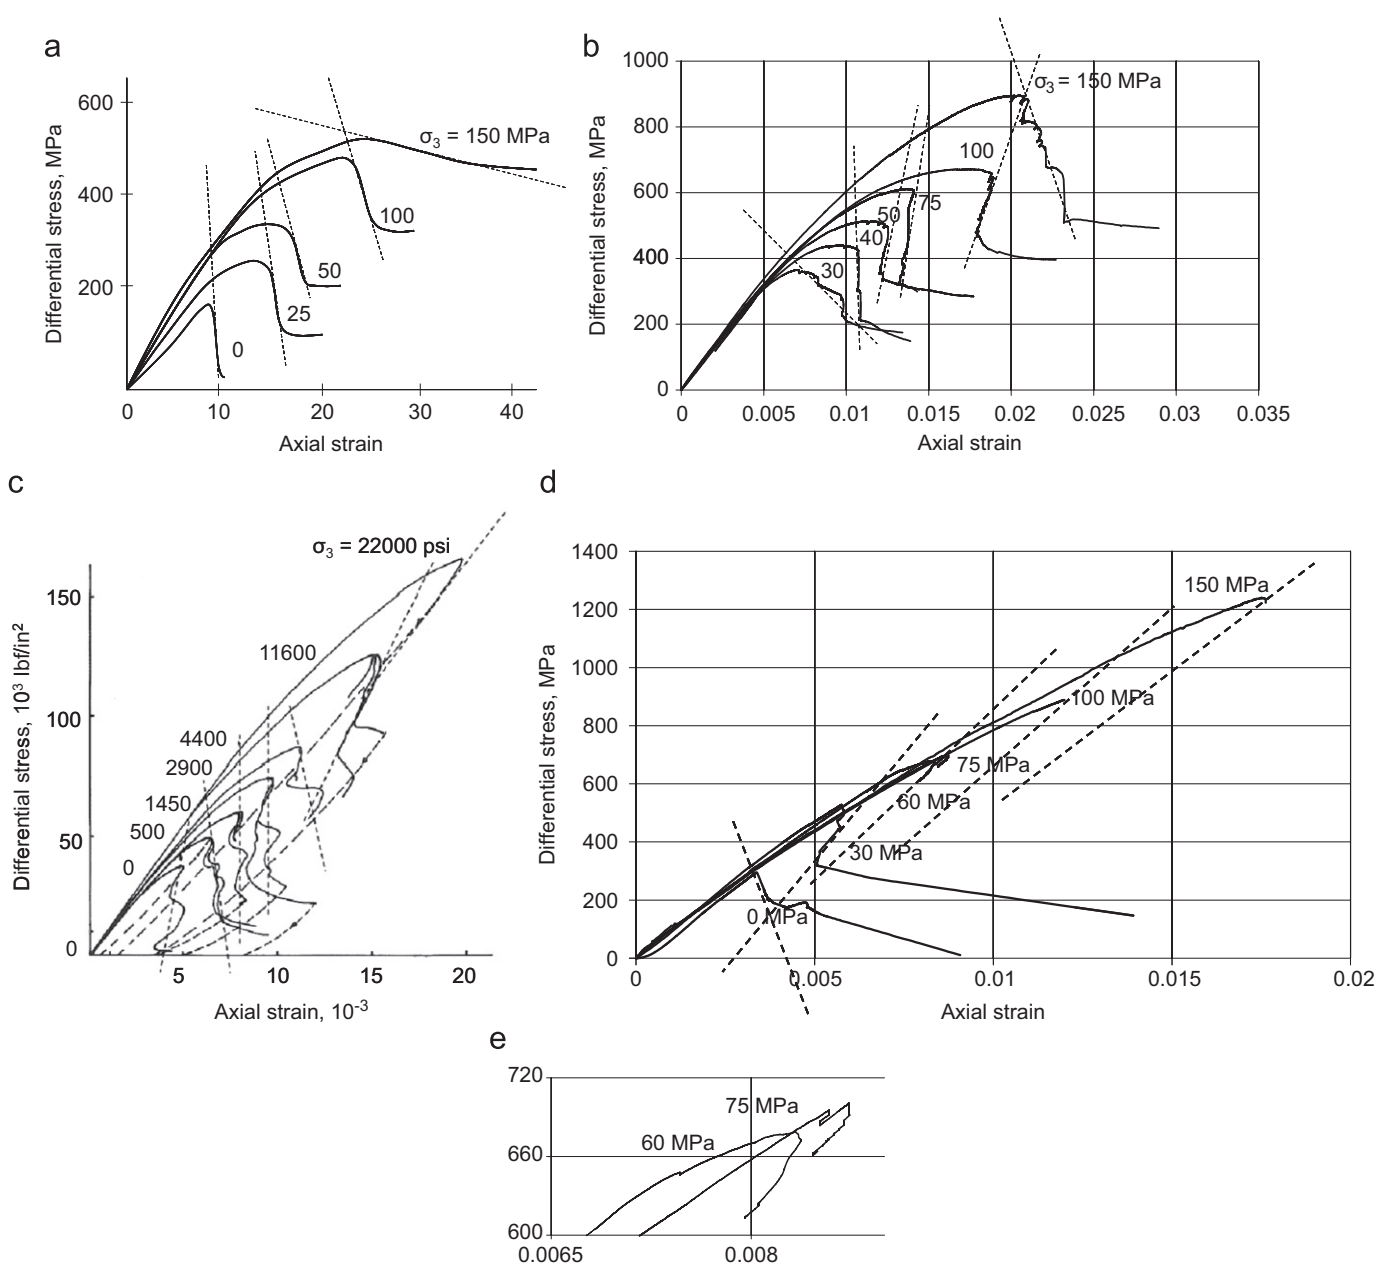 a
Differential stress, MPa
600
400
200
0
10
20
30
40
Axial strain
σ3 = 150 MPa
100
50
25
0
b
Differential stress, MPa
1000
800
600
400
200
0
0
0.005
0.01
0.015
0.02
0.025
0.03
0.035
Axial strain
σ3 = 150 MPa
100
75
50
40
30
c
Differential stress, 10³ lbf/in²
150
100
50
0
5
10
15
20
Axial strain, 10-3
σ3 = 22000 psi
11600
4400
2900
1450
500
0
d
Differential stress, MPa
1400
1200
1000
800
600
400
200
0
0
0.005
0.01
0.015
0.02
Axial strain
150 MPa
100 MPa
75 MPa
60 MPa
30 MPa
0 MPa
e
720
660
600
0.0065
0.008
75 MPa
60 MPa